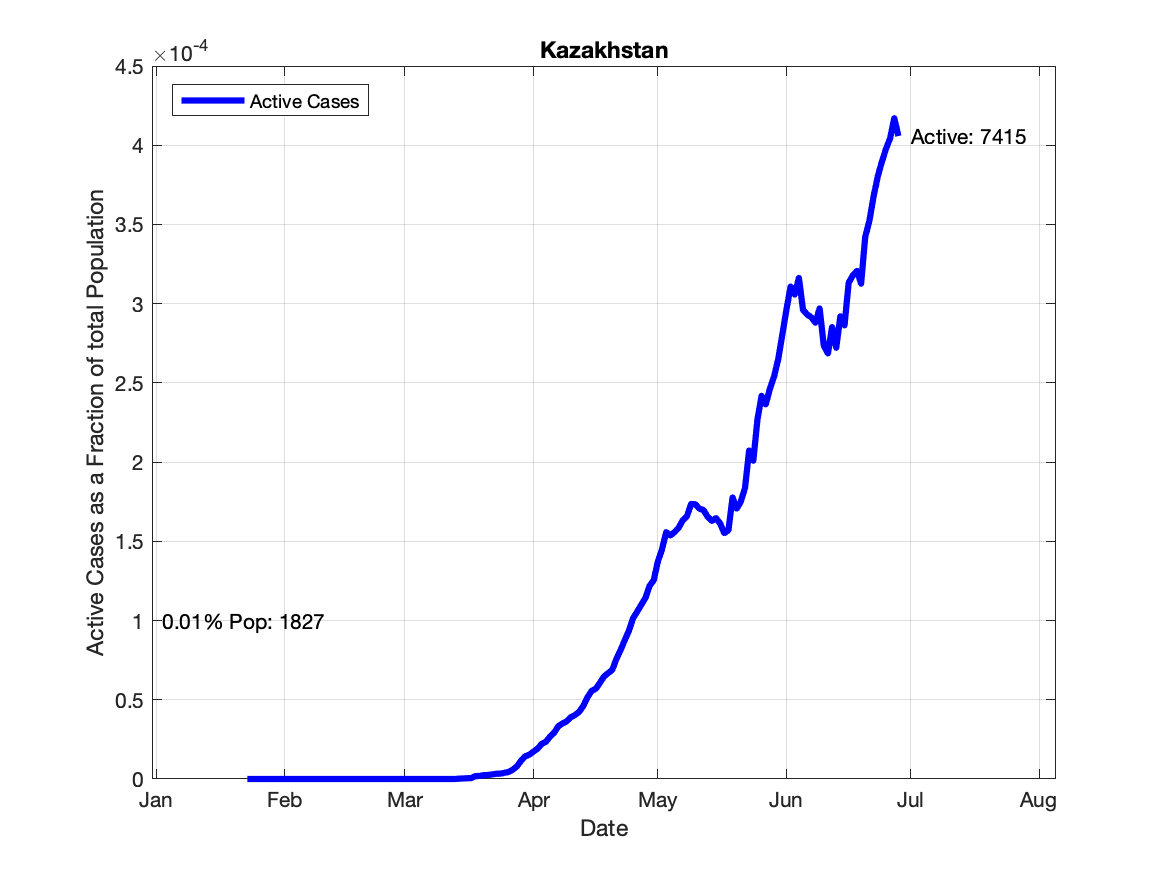 Kazakhstan
×10-4
4.5
4
3.5
3
2.5
2
1.5
1
0.5
0
Active Cases as a Fraction of total Population
Active Cases
Active: 7415
0.01% Pop: 1827
Jan Feb Mar Apr May Jun Jul Aug
Date